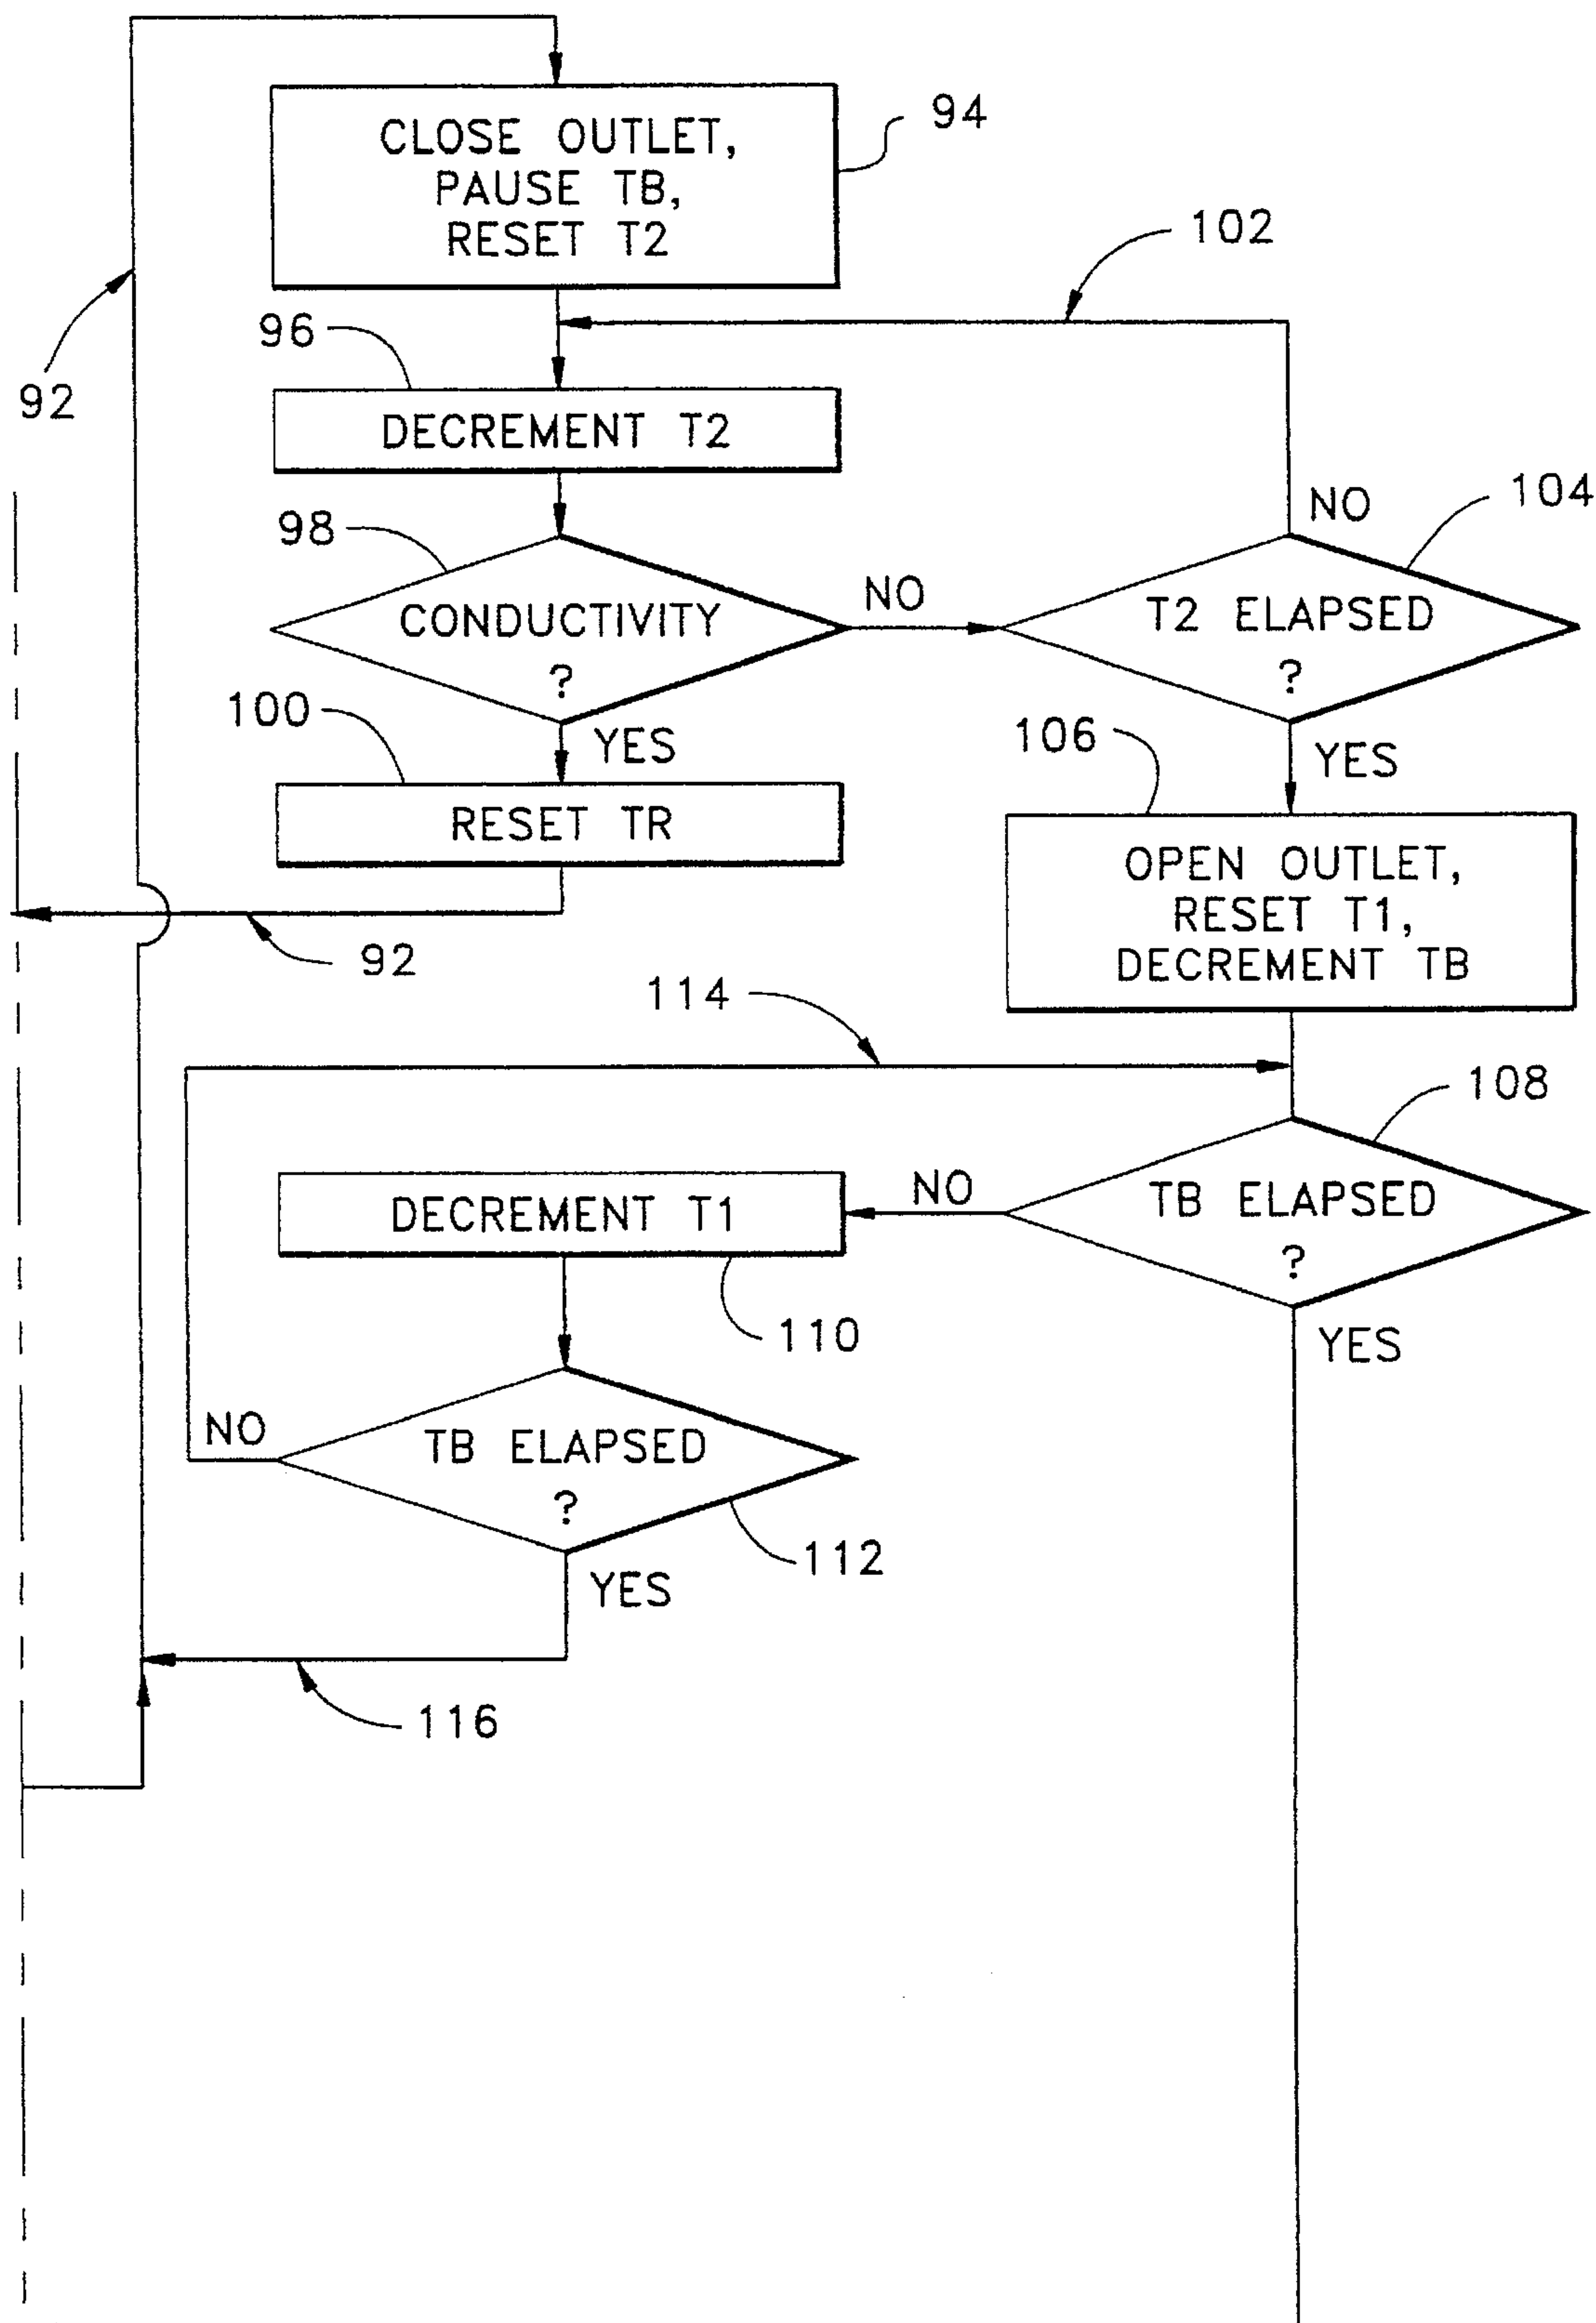 CLOSE OUTLET,
PAUSE TB,
RESET T2
94
102
96
92
DECREMENT T2
98
NO
104
CONDUCTIVITY
?
NO
T2 ELAPSED
?
100
YES
106
YES
RESET TR
OPEN OUTLET,
RESET T1,
DECREMENT TB
92
114
108
DECREMENT T1
NO
TB ELAPSED
?
110
YES
NO
TB ELAPSED
?
112
YES
116